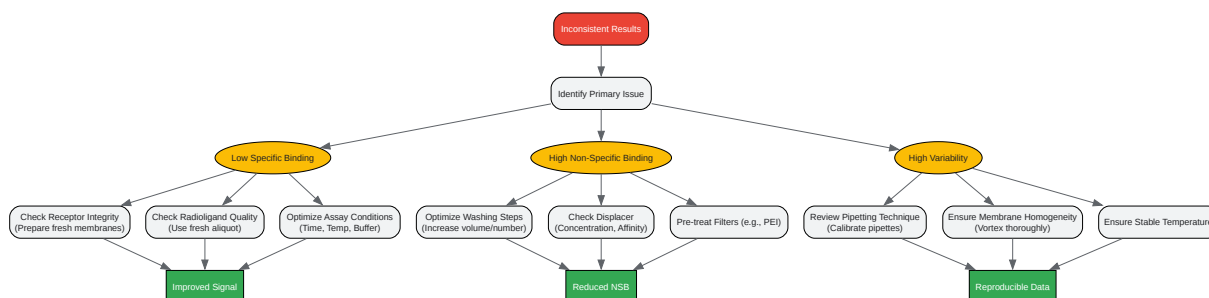 Inconsistent Results
Identify Primary Issue
Low Specific Binding
High Non-Specific Binding
High Variability
Check Receptor Integrity
(Prepare fresh membranes)
Check Radioligand Quality
(Use fresh aliquot)
Optimize Assay Conditions
(Time, Temp, Buffer)
Optimize Washing Steps
(Increase volume/number)
Check Displacer
(Concentration, Affinity)
Pre-treat Filters (e.g., PEI)
Review Pipetting Technique
(Calibrate pipettes)
Ensure Membrane Homogeneity
(Vortex thoroughly)
Ensure Stable Temperature
Improved Signal
Reduced NSB
Reproducible Data